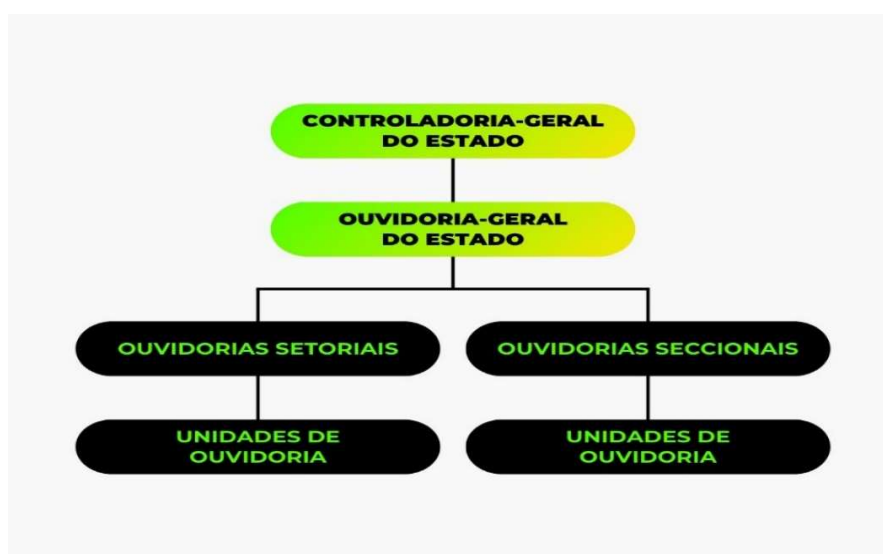 CONTROLADORIA-GERAL
DO ESTADO
OUVIDORIA-GERAL
DO ESTADO
OUVIDORIAS SETORIAIS
OUVIDORIAS SECCIONAIS
UNIDADES DE
OUVIDORIA
UNIDADES DE
OUVIDORIA